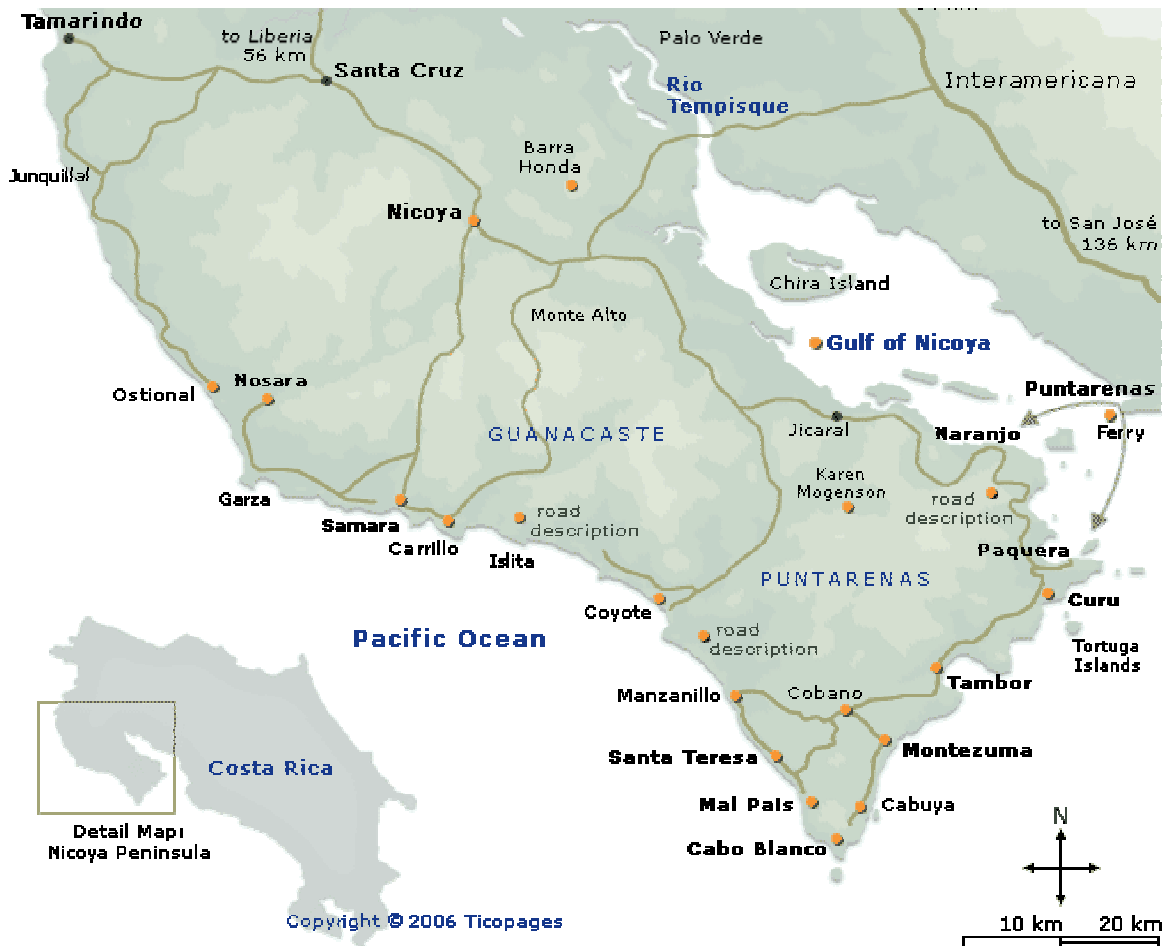 Tamarindo
to Liberia
56 km
Santa Cruz
Palo Verde
Rio
Tempisque
Interamericana
Barra
Honda
Junquillal
Nicoya
to San José
136 km
Chira Island
Monte Alto
Gulf of Nicoya
Ostional
Nosara
Puntarenas
GUANACASTE
Jicaral
Naranjo
Ferry
Karen
Mogenson
Garza
Samara
road
description
road
description
Carrillo
Islita
Paquera
PUNTARENAS
Coyote
Curu
Pacific Ocean
road
description
Tortuga
Islands
Manzanillo
Cobano
Tambor
Santa Teresa
Montezuma
Costa Rica
Mal Pais
Cabuya
Detail Map:
Nicoya Peninsula
Cabo Blanco
N
Copyright © 2006 Ticopages
10 km
20 km